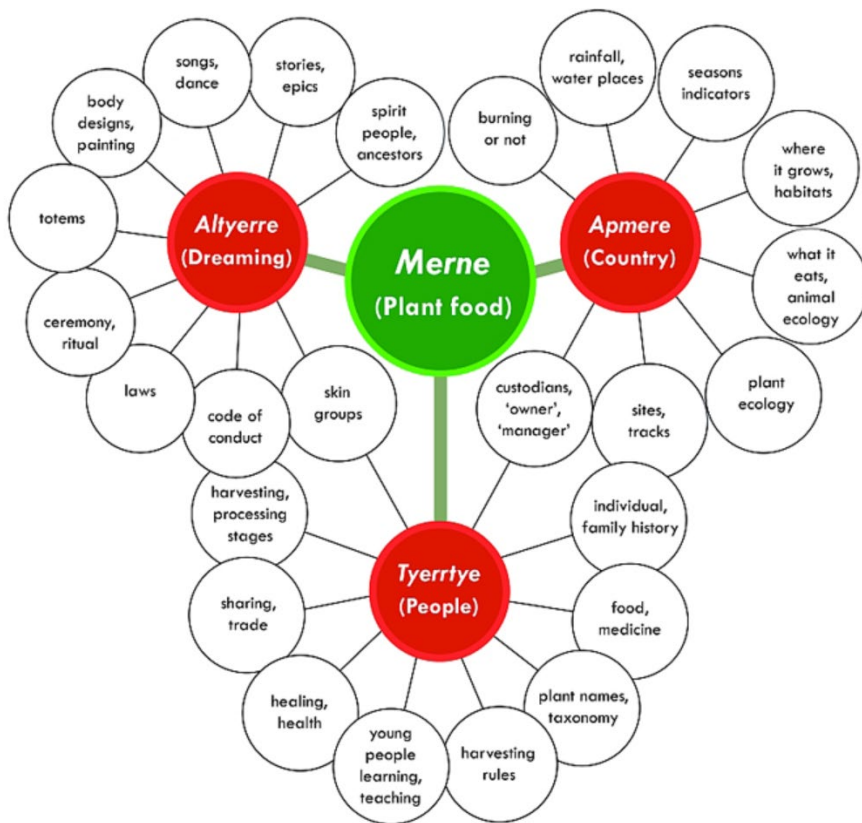 songs,
dance
stories,
epics
body
designs,
painting
spirit
people,
ancestors
totems
Altyerre
(Dreaming)
ceremony,
ritual
laws
code of
conduct
skin
groups
Merne
(Plant food)
burning
or not
rainfall,
water places
seasons
indicators
where
it grows,
habitats
Apmere
(Country)
what it
eats,
animal
ecology
plant
ecology
sites,
tracks
custodians,
‘owner’,
‘manager’
harvesting,
processing
stages
individual,
family history
Tyerrtye
(People)
sharing,
trade
food,
medicine
healing,
health
plant names,
taxonomy
young
people
learning,
teaching
harvesting
rules